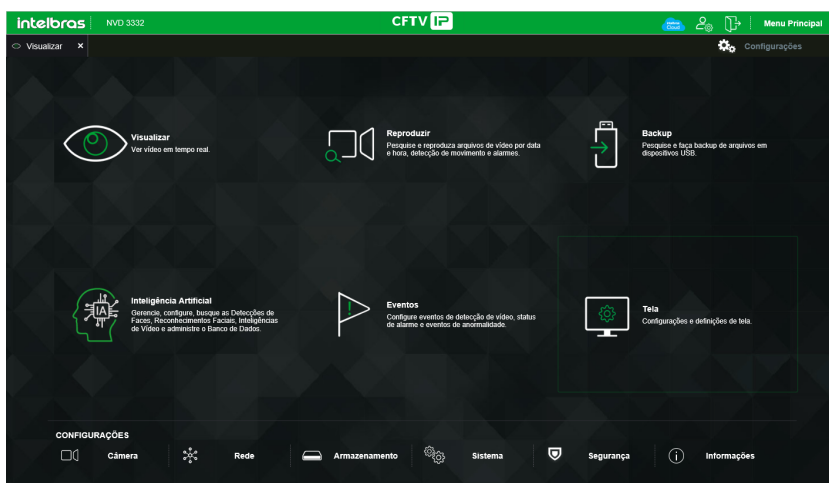 intelbras NVD 3332 CFTV IP intelbras Cloud Menu Principal
Visualizar × Configurações
Visualizar
Ver vídeo em tempo real.
Reproduzir
Pesquise e reproduza arquivos de vídeo por data
e hora, detecção de movimento e alarmes.
Backup
Pesquise e faça backup de arquivos em
dispositivos USB.
IA
Inteligência Artificial
Gerencie, configure, busque as Detecções de
Faces, Reconhecimentos Faciais, Inteligências
de Vídeo e administre o Banco de Dados.
Eventos
Configure eventos de detecção de vídeo, status
de alarme e eventos de anormalidade.
Tela
Configurações e definições de tela.
CONFIGURAÇÕES
Câmera Rede Armazenamento Sistema Segurança Informações